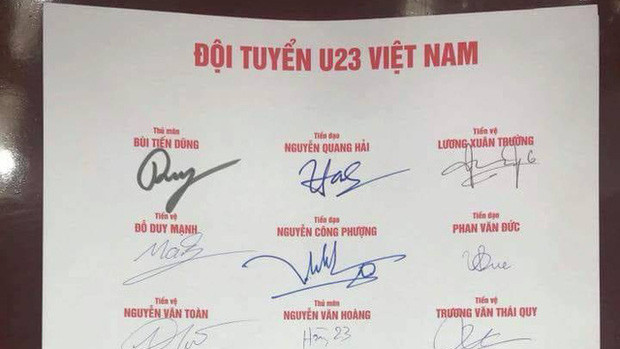 ĐỘI TUYỂN U23 VIỆT NAM
Thủ môn
BÙI TIẾN DŨNG
Tiền đạo
NGUYỄN QUANG HẢI
Tiền vệ
LƯƠNG XUÂN TRƯỜNG
Tiền vệ
ĐỖ DUY MẠNH
Tiền đạo
NGUYỄN CÔNG PHƯỢNG
Tiền vệ
PHAN VĂN ĐỨC
Tiền vệ
NGUYỄN VĂN TOÀN
Thủ môn
NGUYỄN VĂN HOÀNG
Tiền vệ
TRƯƠNG VĂN THÁI QUÝ